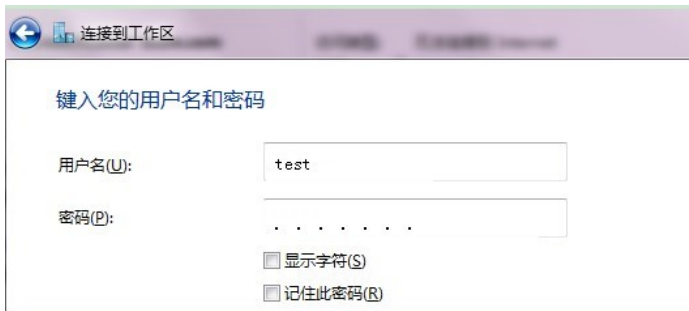 连接到工作区
键入您的用户名和密码
用户名(U): test
密码(P): .......
显示字符(S)
记住此密码(R)